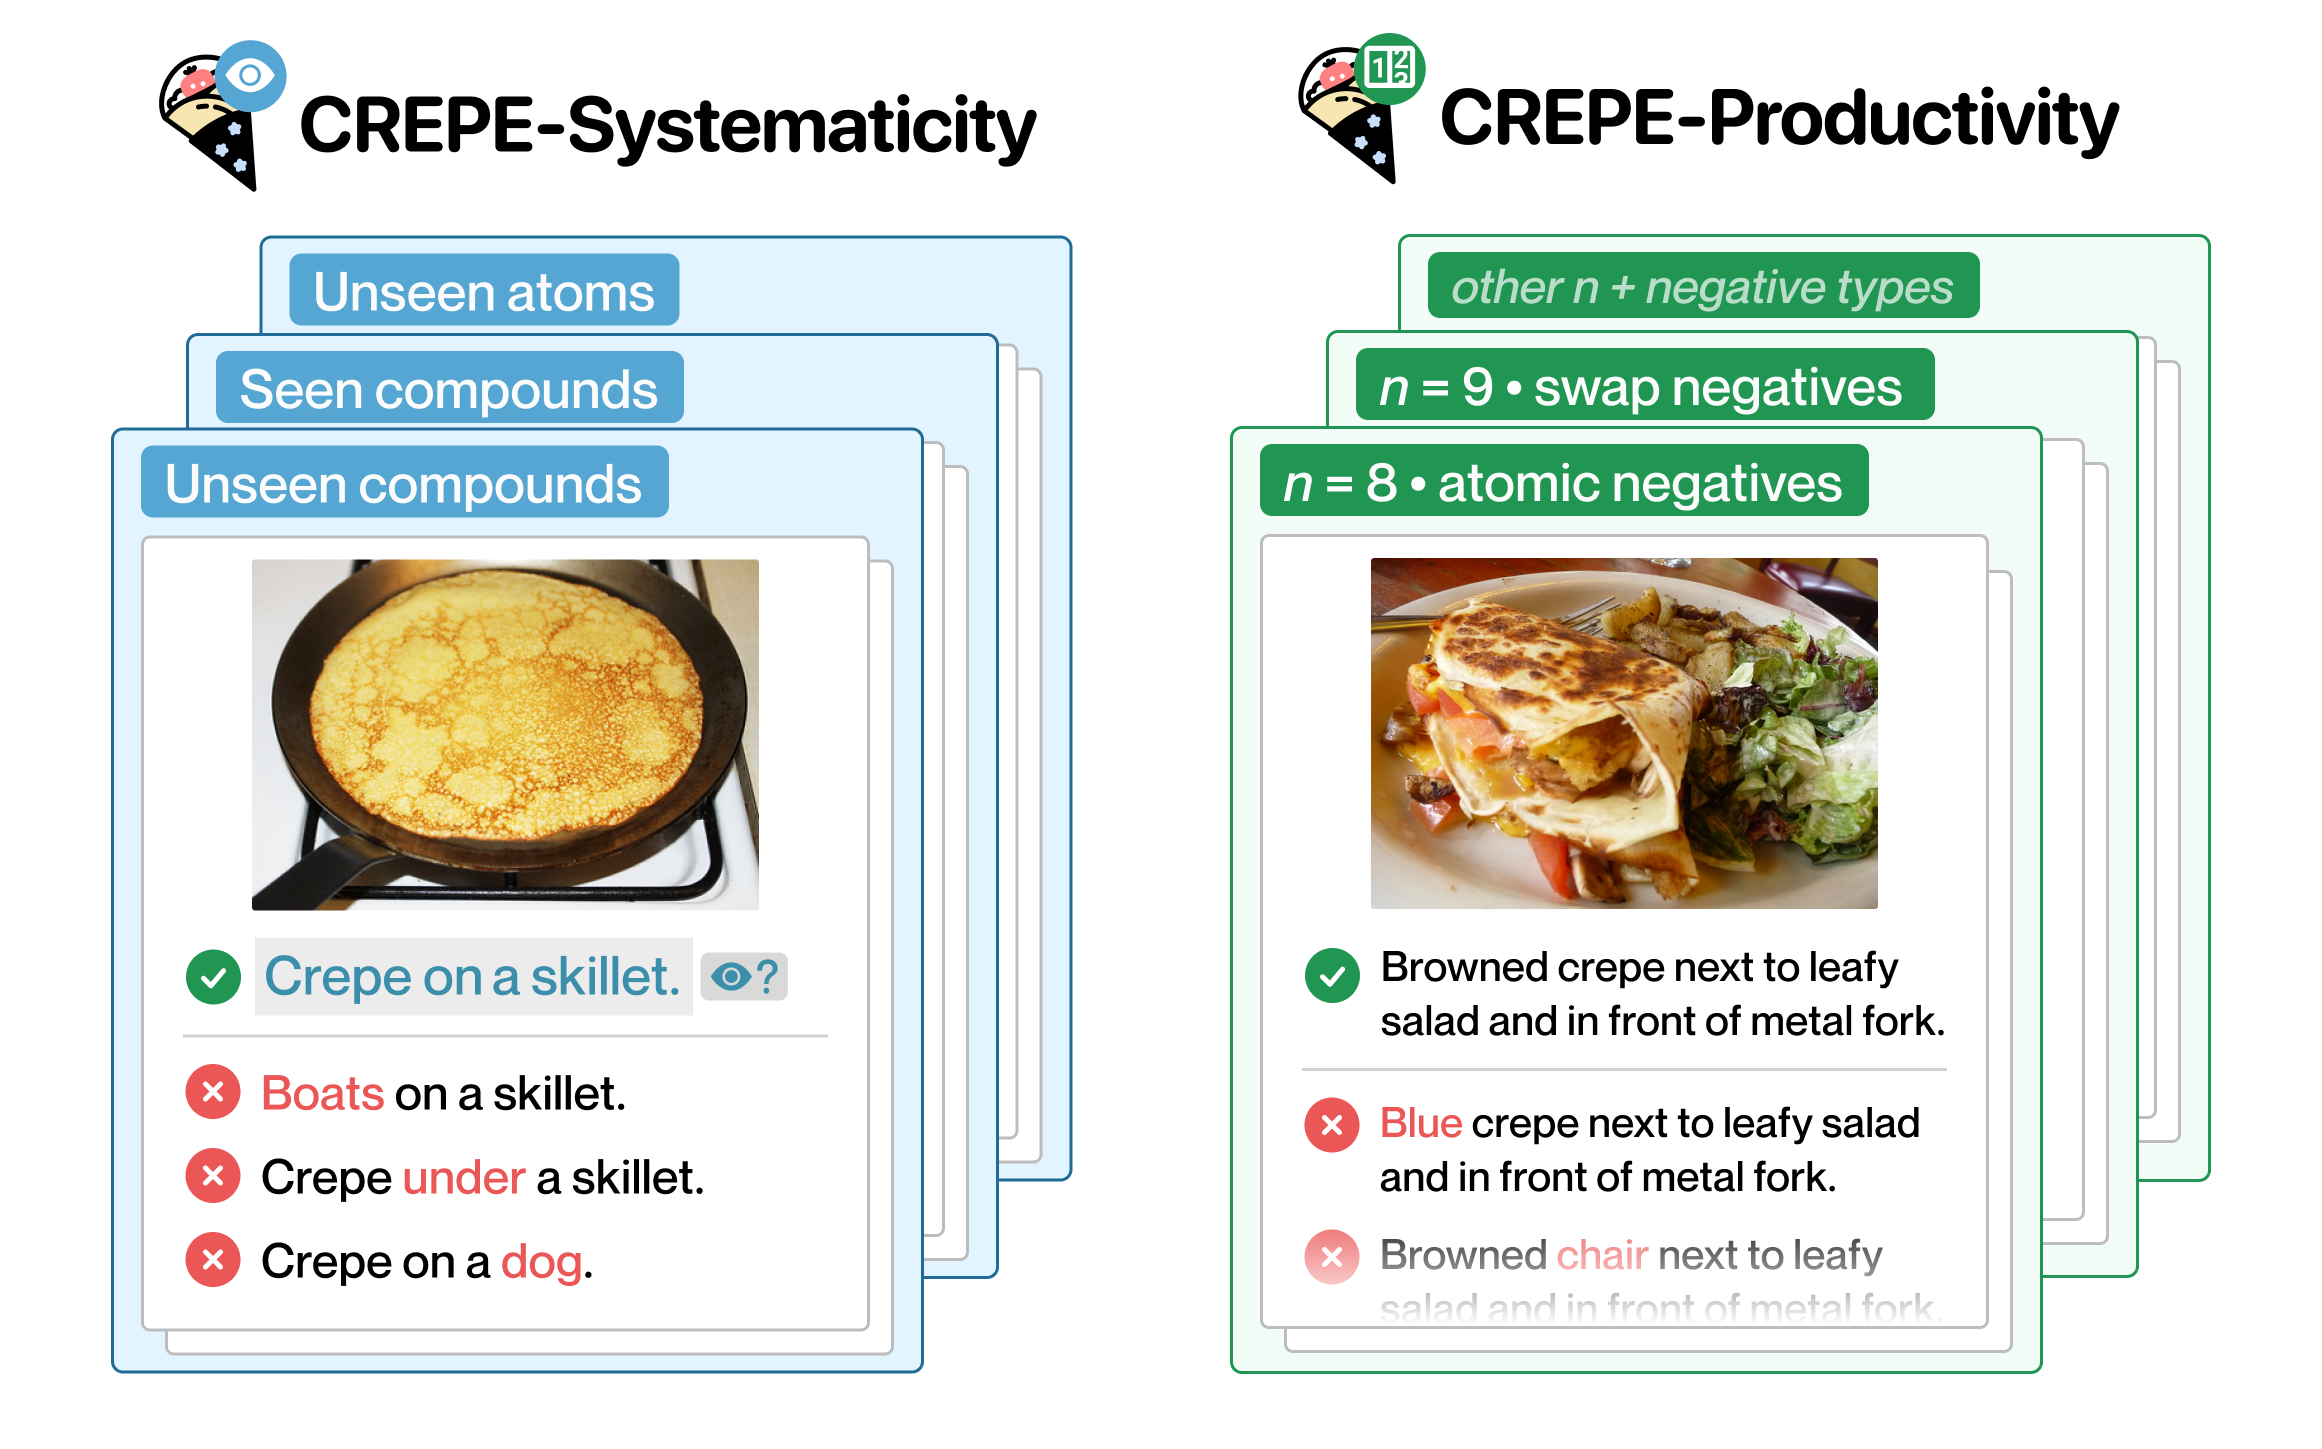 CREPE-Systematicity
Unseen atoms
Seen compounds
Unseen compounds
Crepe on a skillet. ?
Boats on a skillet.
Crepe under a skillet.
Crepe on a dog.
1 2 3
CREPE-Productivity
other n + negative types
n = 9 • swap negatives
n = 8 • atomic negatives
Browned crepe next to leafy
salad and in front of metal fork.
Blue crepe next to leafy salad
and in front of metal fork.
Browned chair next to leafy
salad and in front of metal fork.